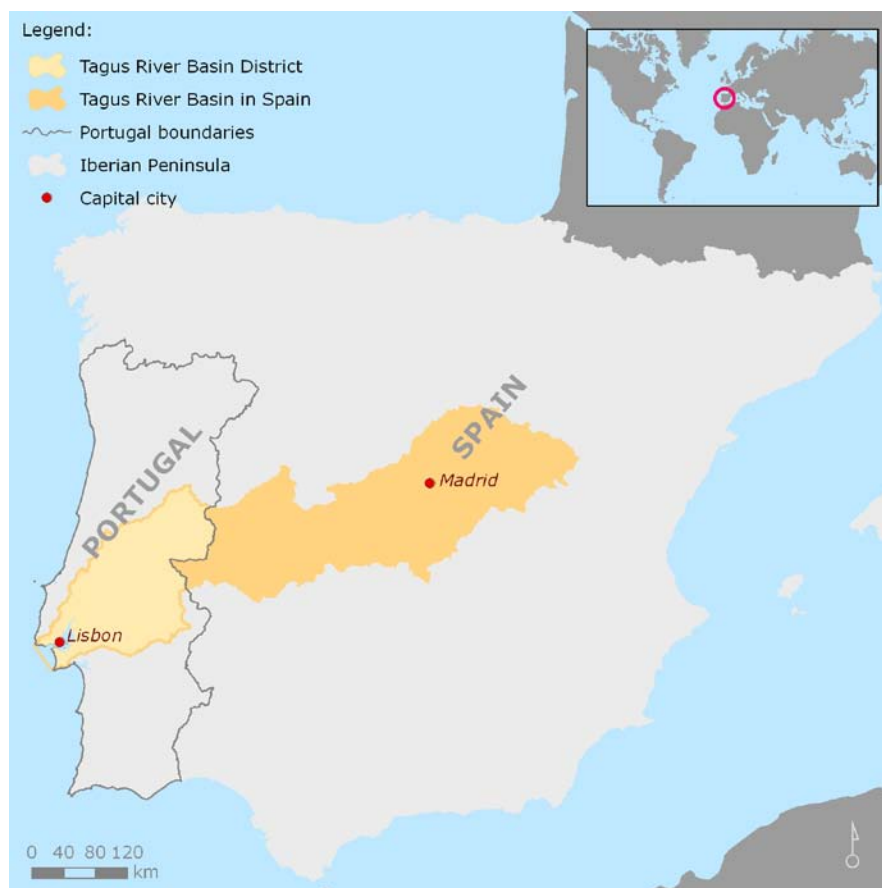 Legend:
Tagus River Basin District
Tagus River Basin in Spain
Portugal boundaries
Iberian Peninsula
Capital city
SPAIN
PORTUGAL
Madrid
Lisbon
0 40 80 120
km